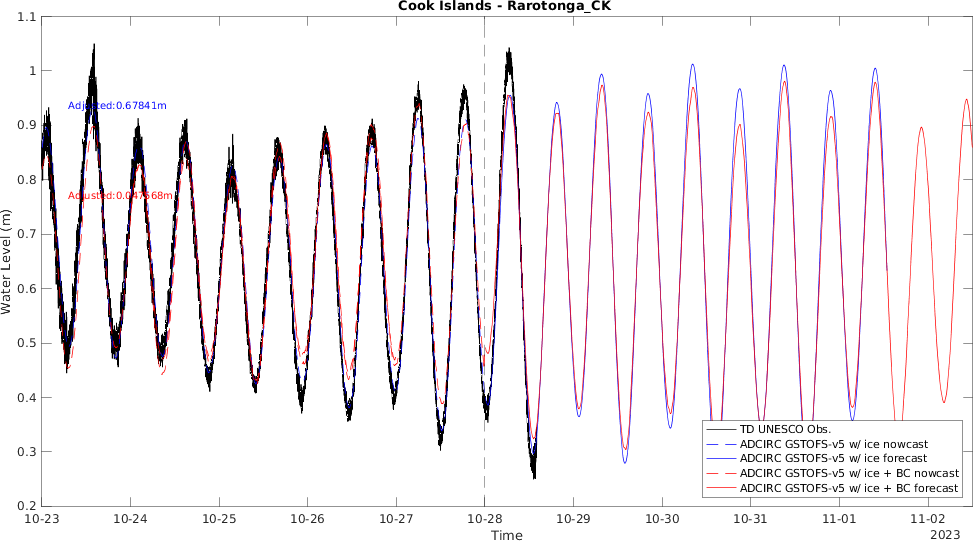 Cook Islands - Rarotonga_CK
1.1
1
0.9
0.8
0.7
0.6
0.5
0.4
0.3
0.2
Water Level (m)
Adjusted:0.67841m
TD UNESCO Obs.
ADCIRC GSTOFS-v5 w/ ice nowcast
ADCIRC GSTOFS-v5 w/ ice forecast
ADCIRC GSTOFS-v5 w/ ice + BC nowcast
ADCIRC GSTOFS-v5 w/ ice + BC forecast
10-23
10-24
10-25
10-26
10-27
10-28
10-29
10-30
10-31
11-01
11-02
2023
Time